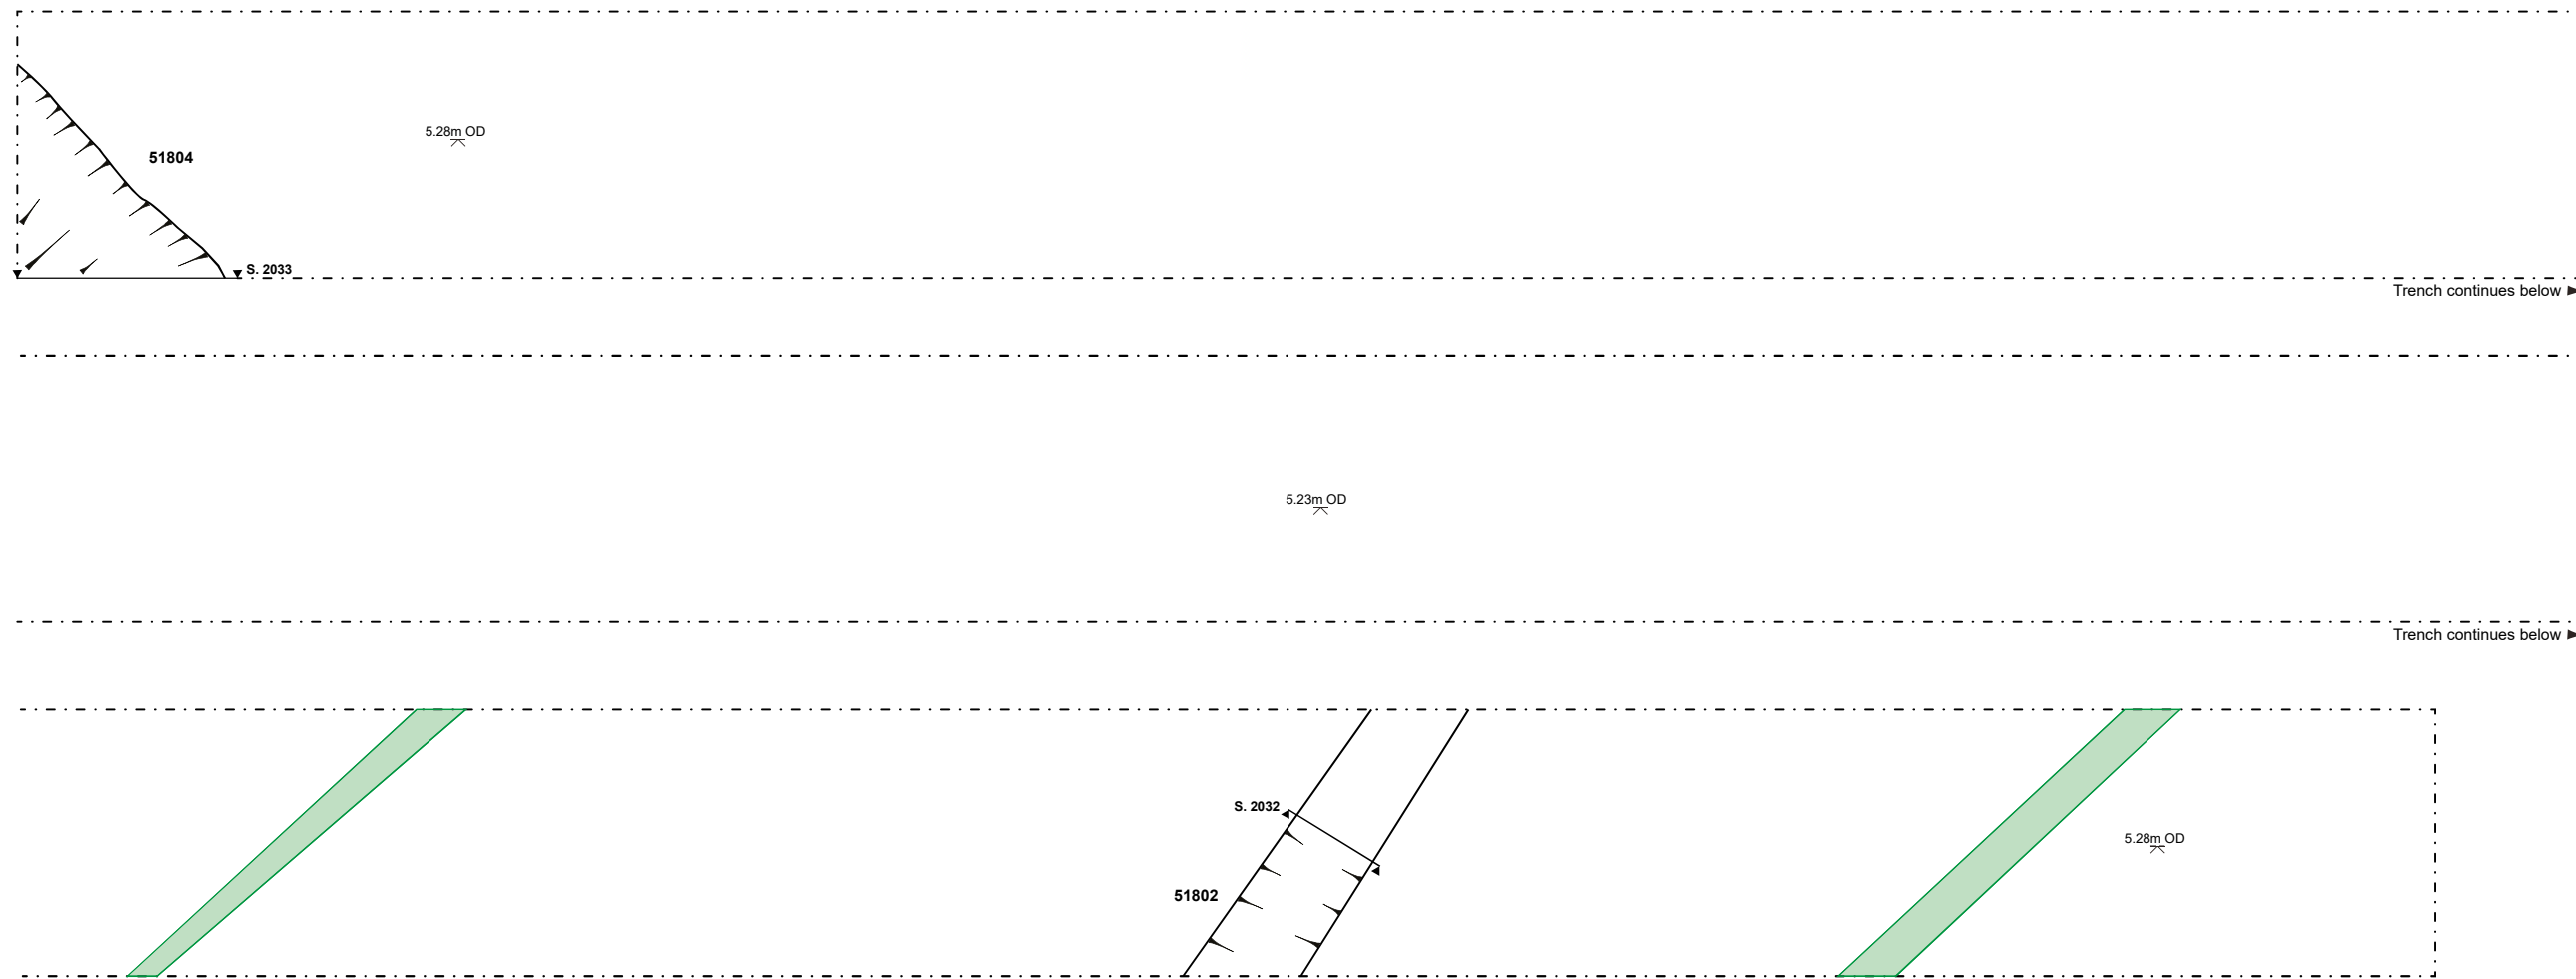 5.28m OD
51804
S. 2033
Trench continues below
5.23m OD
Trench continues below
S. 2032
5.28m OD
51802